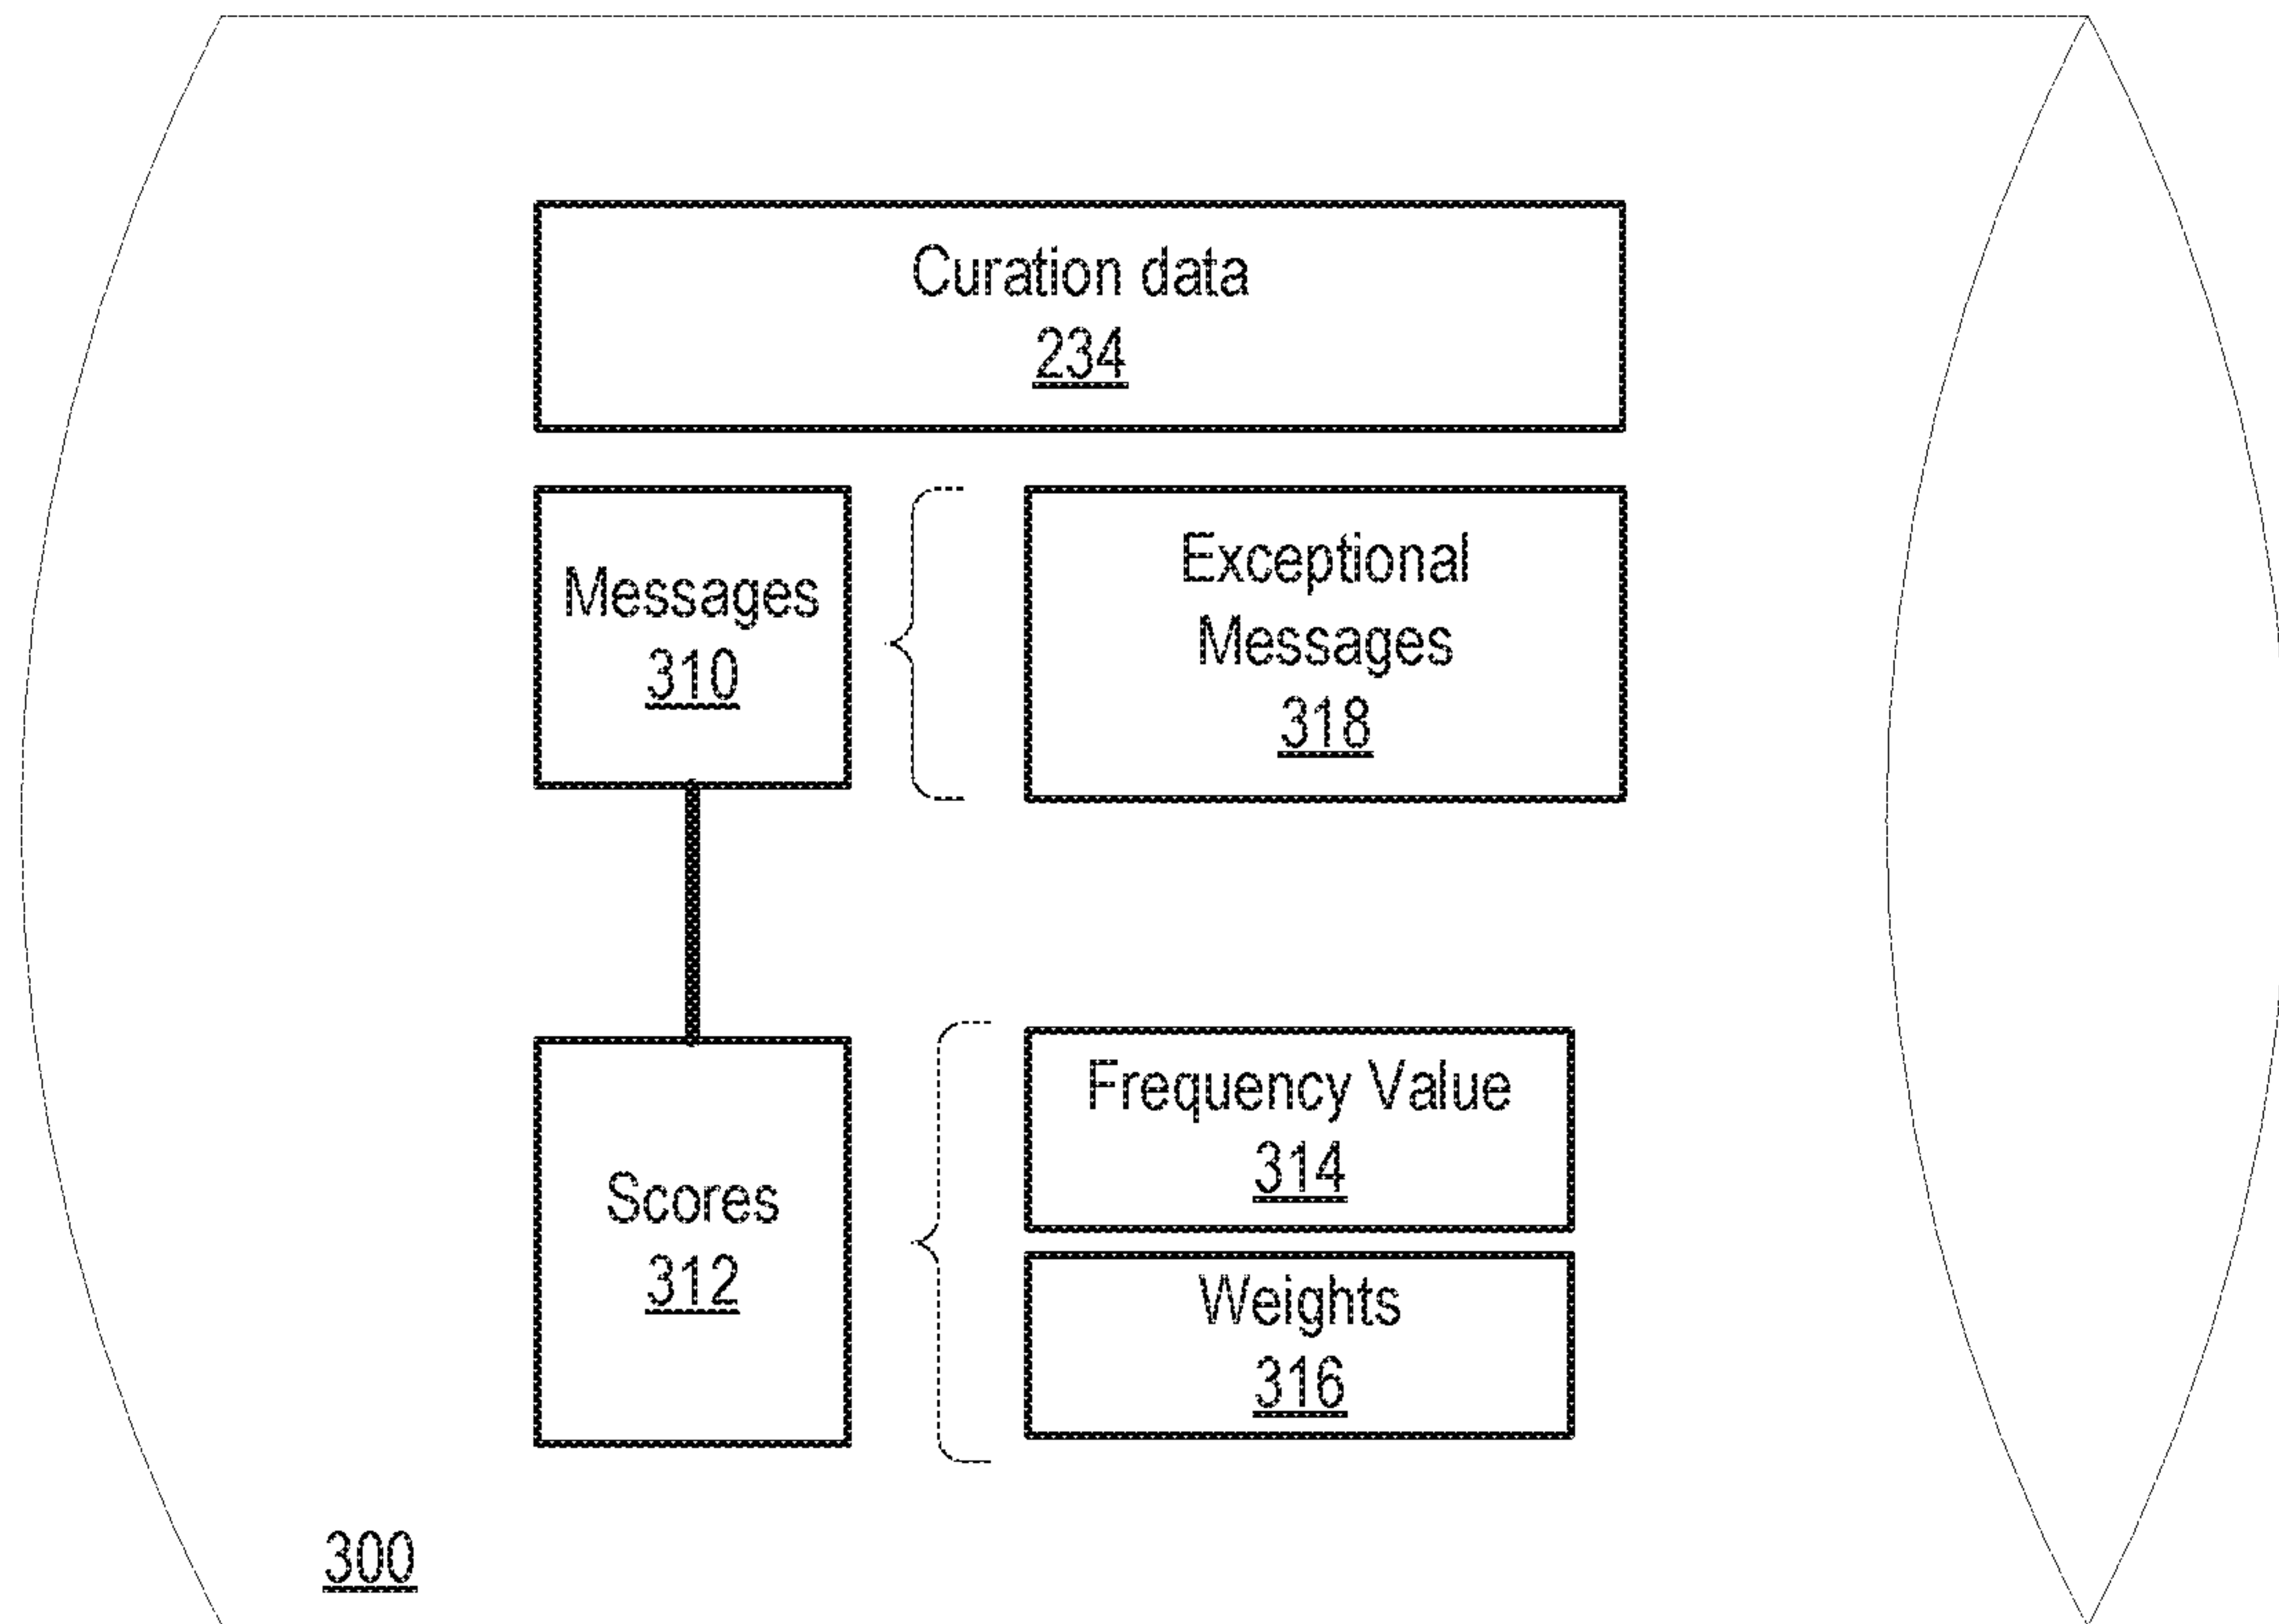 Curation data
234
Messages
310
Exceptional
Messages
318
Scores
312
Frequency Value
314
Weights
316
300